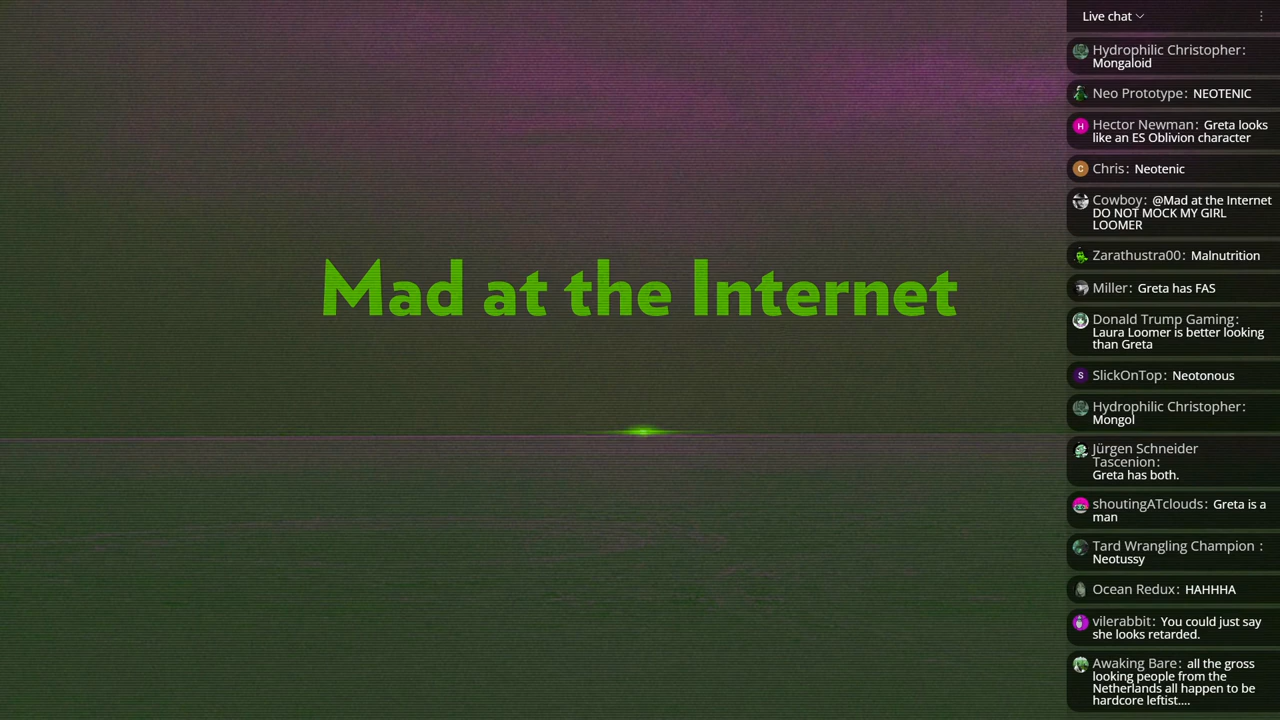 Live chat
Hydrophilic Christopher:
Mongaloid
Neo Prototype: NEOTENIC
H
Hector Newman: Greta looks
like an ES Oblivion character
C
Chris: Neotenic
Cowboy: @Mad at the Internet
DO NOT MOCK MY GIRL
LOOMER
Zarathustra00: Malnutrition
Mad at the Internet
Miller: Greta has FAS
Donald Trump Gaming:
Laura Loomer is better looking
than Greta
S
SlickOnTop: Neotonous
Hydrophilic Christopher:
Mongol
Jürgen Schneider
Tascenion:
Greta has both.
shoutingATclouds: Greta is a
man
Tard Wrangling Champion :
Neotussy
Ocean Redux: HAHHHA
vilerabbit: You could just say
she looks retarded.
Awaking Bare: all the gross
looking people from the
Netherlands all happen to be
hardcore leftist....